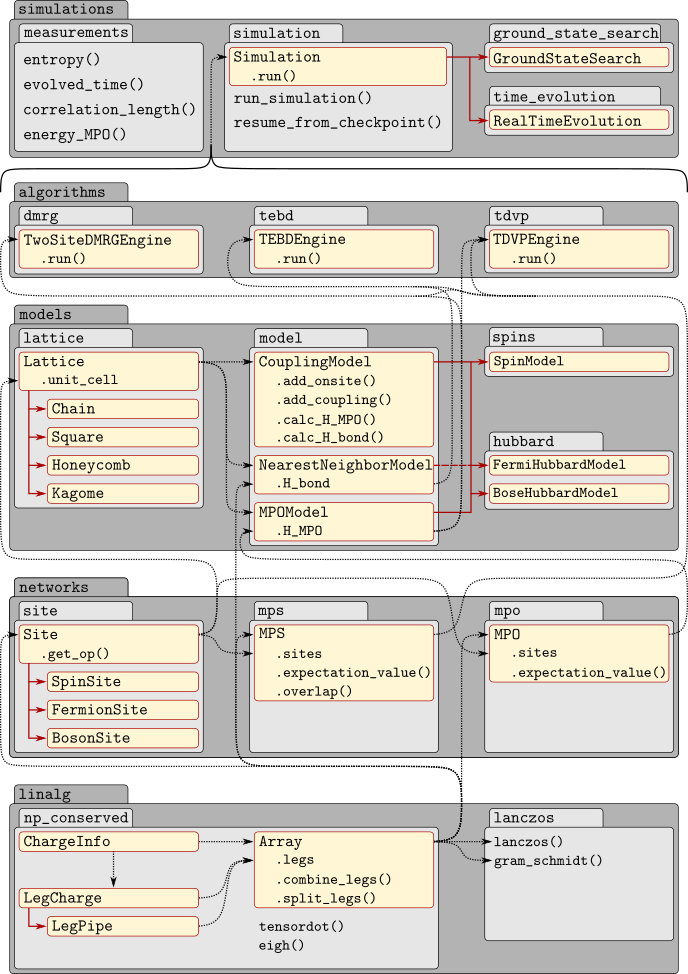 simulations
measurements
entropy()
evolved_time()
correlation_length()
energy_MPO()
simulation
Simulation
.run()
run_simulation()
resume_from_checkpoint()
ground_state_search
GroundStateSearch
time_evolution
RealTimeEvolution
algorithms
dmrg
TwoSiteDMRGEngine
.run()
tebd
TEBDEngine
.run()
tdvp
TDVPEngine
.run()
models
lattice
Lattice
.unit_cell
Chain
Square
Honeycomb
Kagome
model
CouplingModel
.add_onsite()
.add_coupling()
.calc_H_MPO()
.calc_H_bond()
NearestNeighborModel
.H_bond
MPOModel
.H_MPO
spins
SpinModel
hubbard
FermiHubbardModel
BoseHubbardModel
networks
site
Site
.get_op()
SpinSite
FermionSite
BosonSite
mps
MPS
.sites
.expectation_value()
.overlap()
mpo
MPO
.sites
.expectation_value()
linalg
np_conserved
ChargeInfo
LegCharge
LegPipe
Array
.legs
.combine_legs()
.split_legs()
tensordot()
eigh()
lanczos
lanczos()
gram_schmidt()